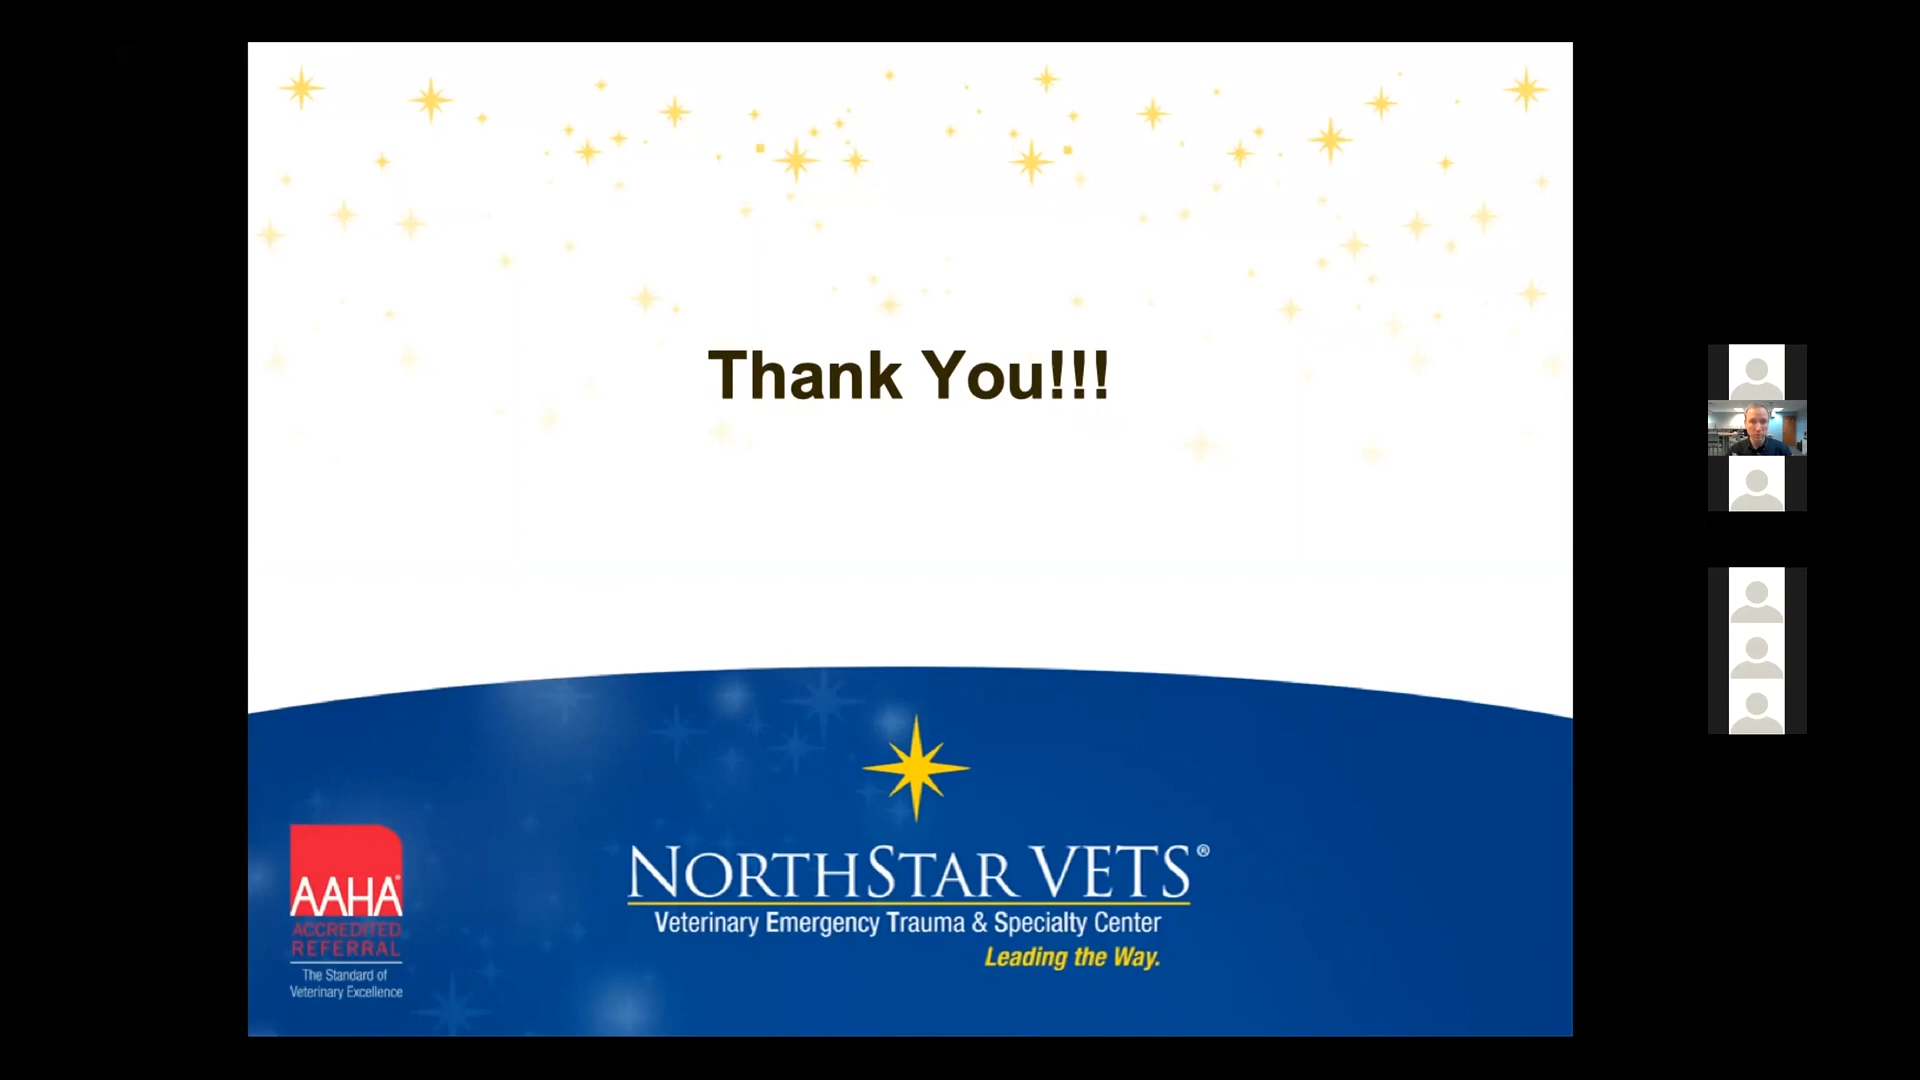 Thank You!!!
NORTHSTAR VETS®
Veterinary Emergency Trauma & Specialty Center
Leading the Way.
AAHA®
ACCREDITED
REFERRAL
The Standard of
Veterinary Excellence